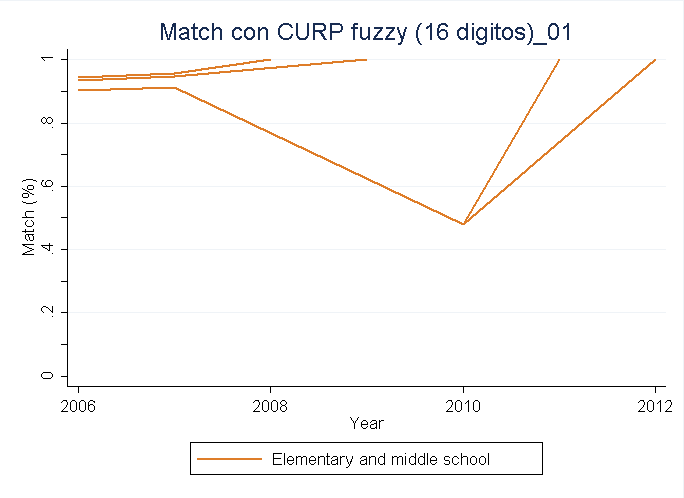 Match con CURP fuzzy (16 digitos)_01
Match (%)
1
.8
.6
.4
.2
0
2006
2008
2010
2012
Year
Elementary and middle school